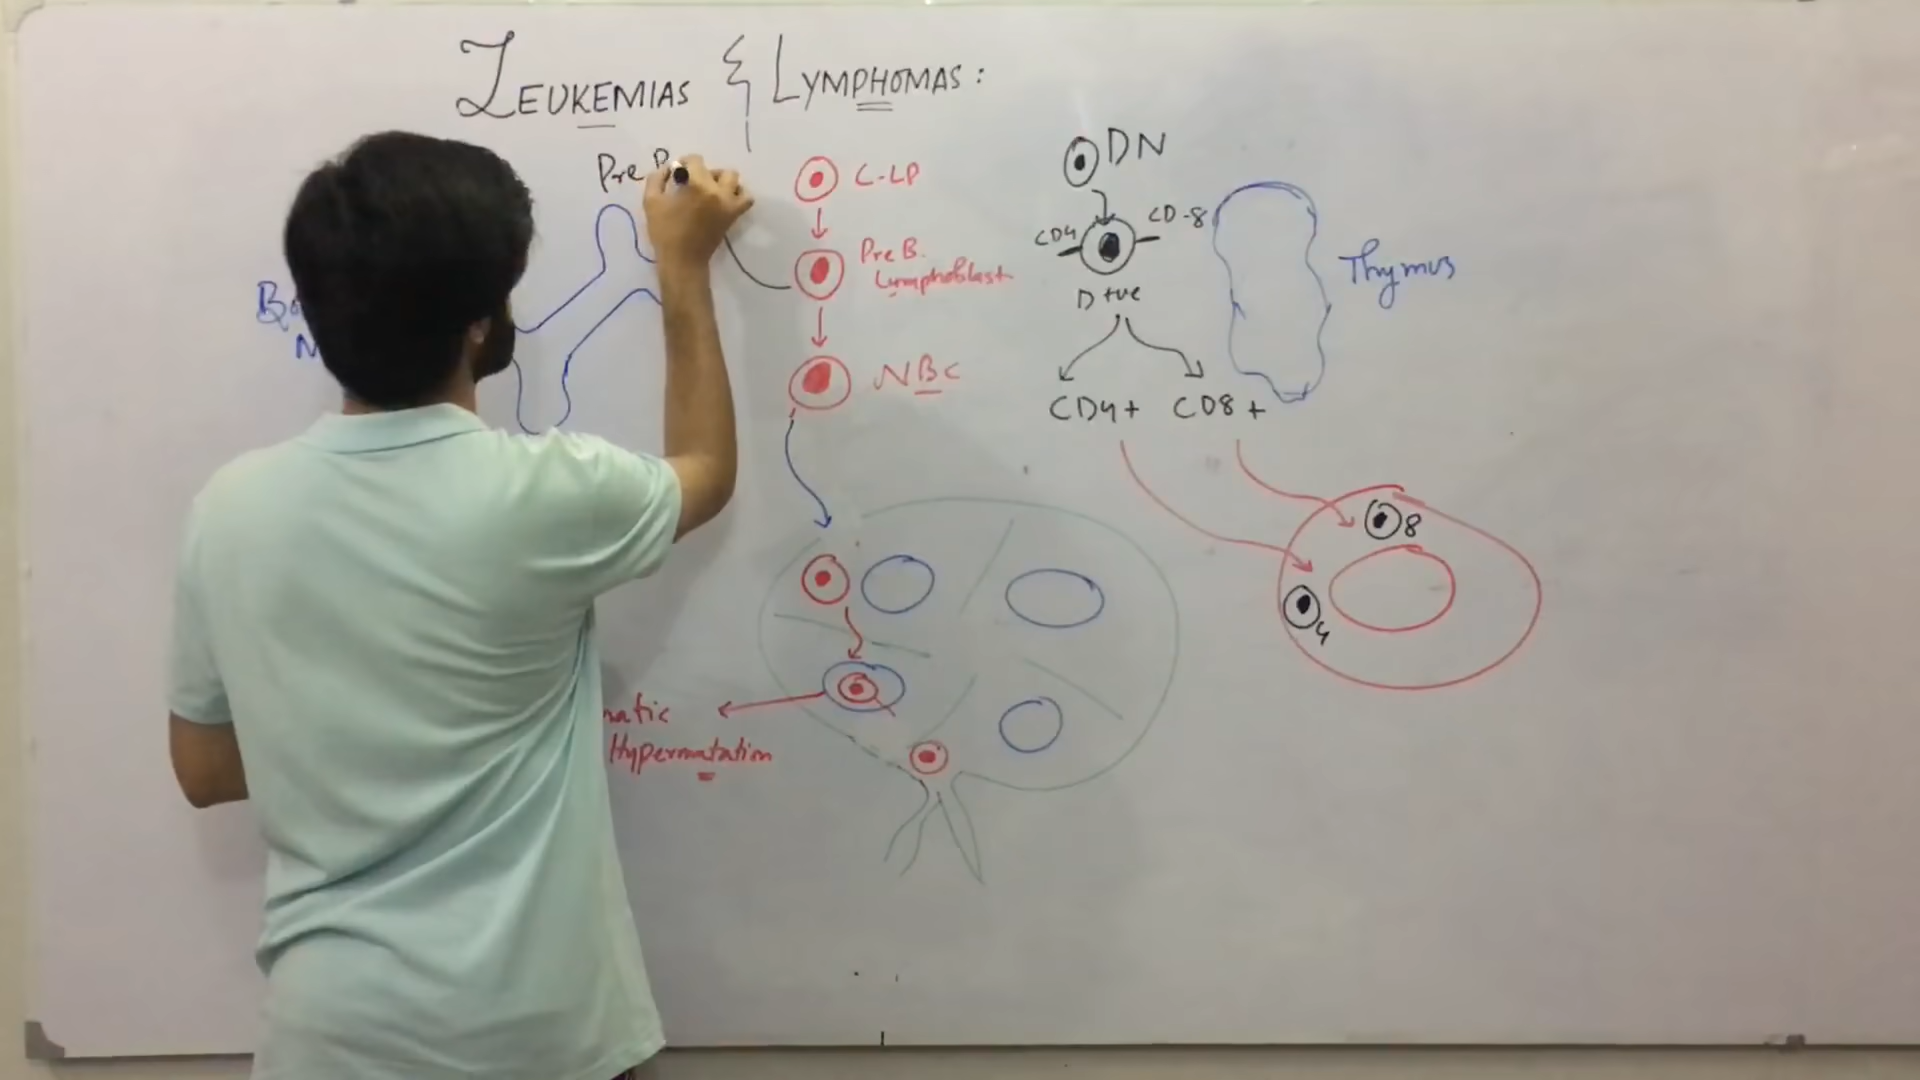 LEUKEMIAS & LYMPHOMAS:
Pre
C-LP
Pre B.
Lymphoblast
NBC
DN
CD4
CD-8
D+ve
CD4+ CD8+
Thymus
8
4
Hypermutation